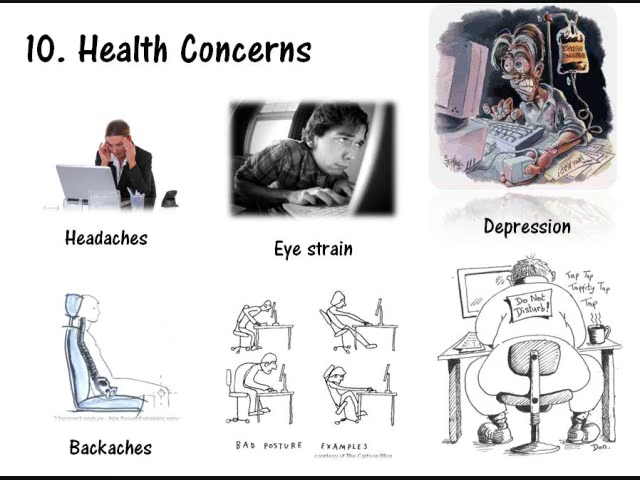 10. Health Concerns
Headaches
Eye strain
Depression
Do Not
Disturb!
Tap Tap
Tappity Tap
Tap
Backaches
BAD POSTURE EXAMPLES
courtesy of The Cartoon Blog
Don.